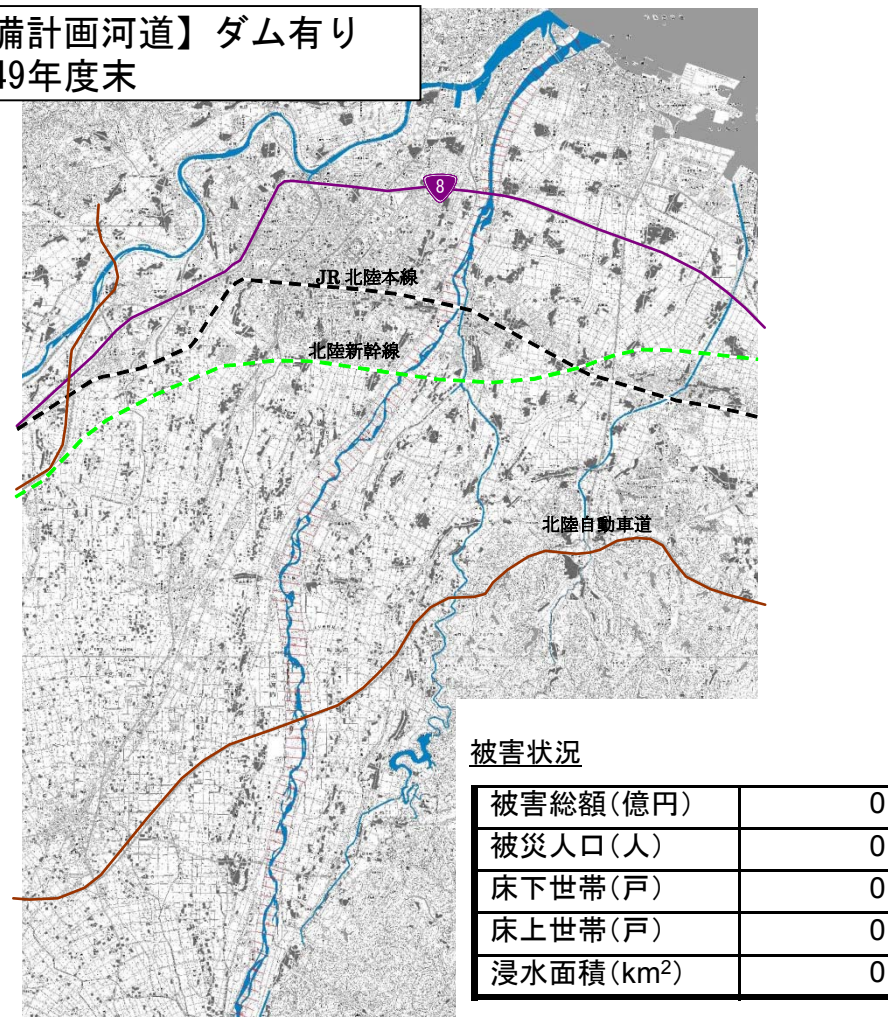 備計画河道】ダム有り
49年度末
8
JR 北陸本線
北陸新幹線
北陸自動車道
被害状況
被害総額(億円) 0
被災人口(人) 0
床下世帯(戸) 0
床上世帯(戸) 0
浸水面積(km²) 0